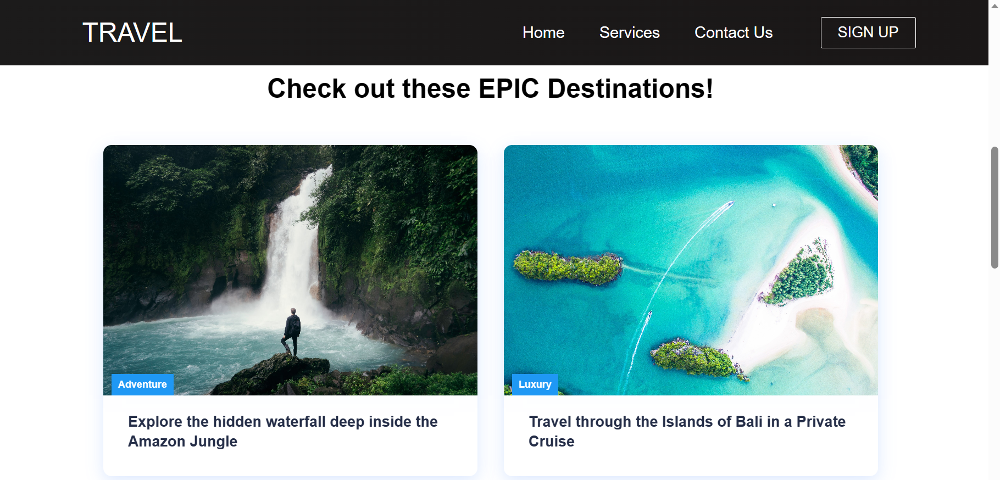 TRAVEL
Home
Services
Contact Us
SIGN UP
Check out these EPIC Destinations!
Adventure
Explore the hidden waterfall deep inside the
Amazon Jungle
Luxury
Travel through the Islands of Bali in a Private
Cruise